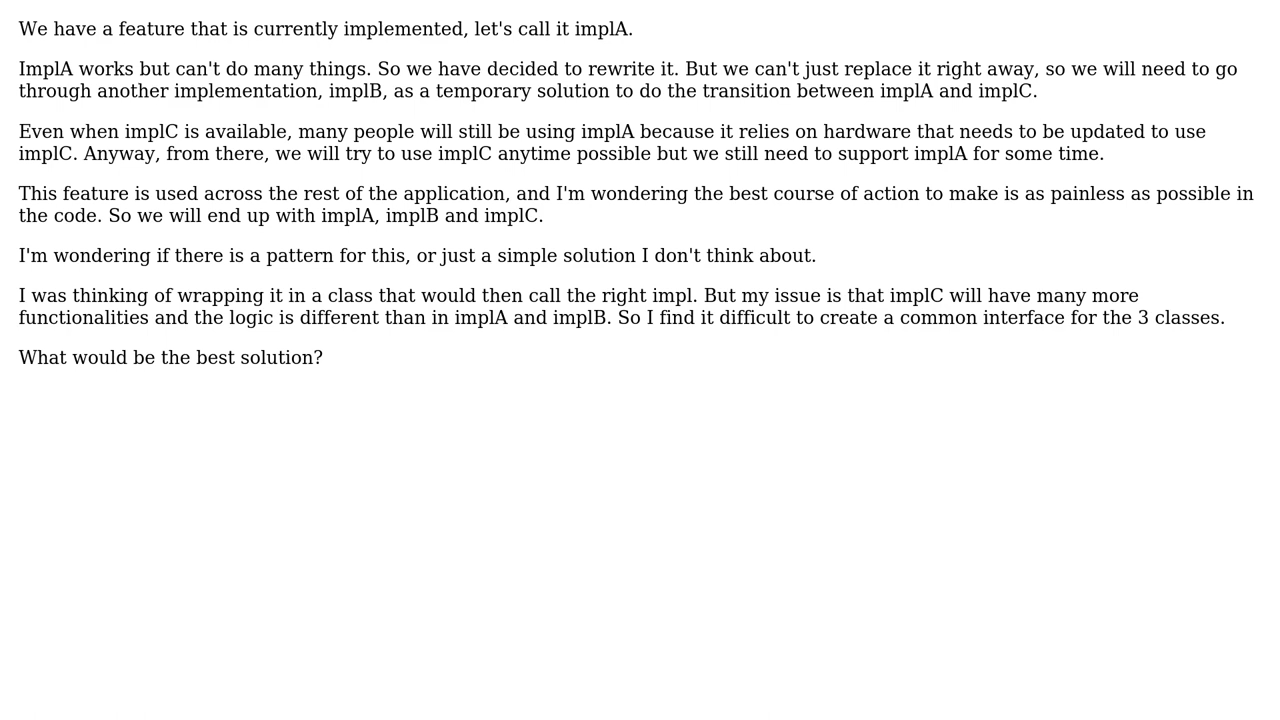 We have a feature that is currently implemented, let's call it implA.
ImplA works but can't do many things. So we have decided to rewrite it. But we can't just replace it right away, so we will need to go
through another implementation, implB, as a temporary solution to do the transition between implA and implC.
Even when implC is available, many people will still be using implA because it relies on hardware that needs to be updated to use
implC. Anyway, from there, we will try to use implC anytime possible but we still need to support implA for some time.
This feature is used across the rest of the application, and I'm wondering the best course of action to make is as painless as possible in
the code. So we will end up with implA, implB and implC.
I'm wondering if there is a pattern for this, or just a simple solution I don't think about.
I was thinking of wrapping it in a class that would then call the right impl. But my issue is that implC will have many more
functionalities and the logic is different than in implA and implB. So I find it difficult to create a common interface for the 3 classes.
What would be the best solution?